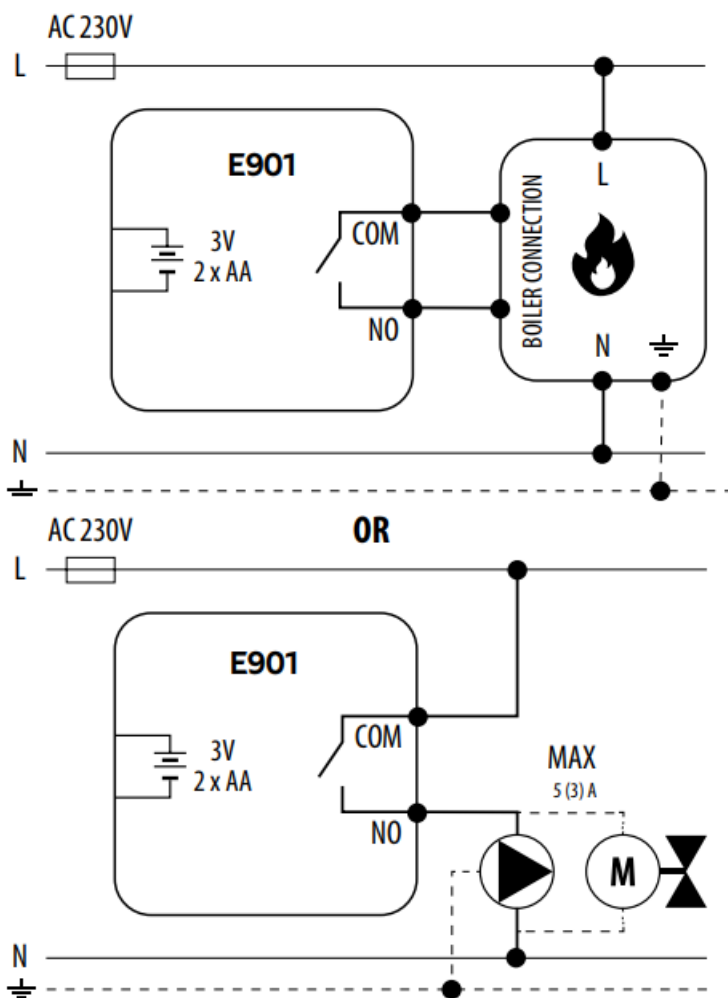 AC 230V
L
E901
3V
2 x AA
COM
NO
BOILER CONNECTION
L
N
N
AC 230V
OR
L
E901
3V
2 x AA
COM
NO
MAX
5 (3) A
M
N